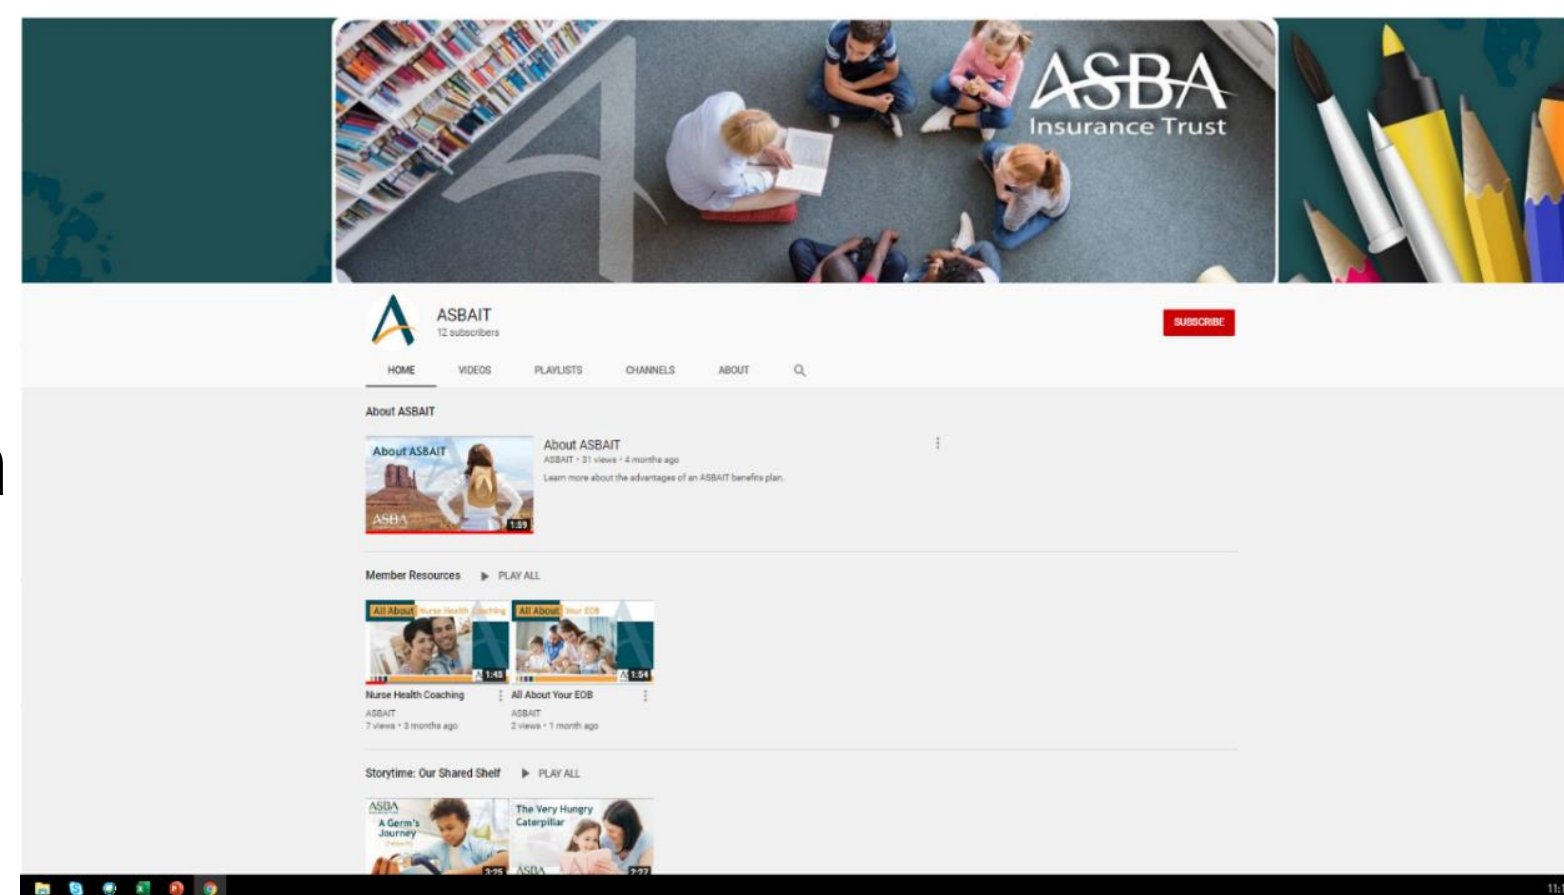 ASBA
Insurance Trust
ASBAIT
12 subscribers
SUBSCRIBE
HOME VIDEOS PLAYLISTS CHANNELS ABOUT
About ASBAIT
About ASBAIT
ASBA
1:59
About ASBAIT
ASBAIT • 31 views • 4 months ago
Learn more about the advantages of an ASBAIT benefits plan.
Member Resources PLAY ALL
All About Nurse Health Coaching
1:45
All About Your EOB
1:54
Nurse Health Coaching
ASBAIT
7 views • 3 months ago
All About Your EOB
ASBAIT
2 views • 1 month ago
Storytime: Our Shared Shelf PLAY ALL
ASBA
A Germ's
Journey
3:25
The Very Hungry
Caterpillar
ASBA
2:27
n